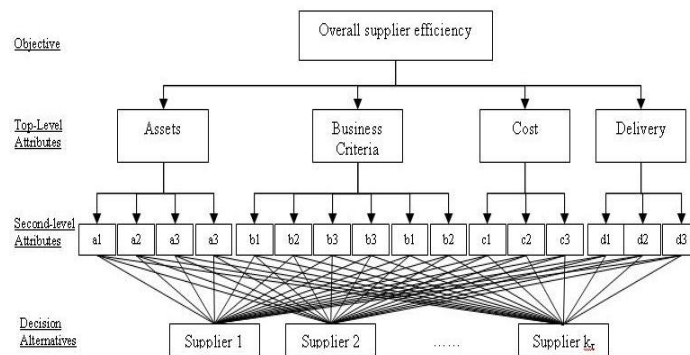 Overall supplier efficiency
Objective
Top-Level
Attributes
Assets
Business
Criteria
Cost
Delivery
Second-level
Attributes
a1 a2 a3 a3 b1 b2 b3 b3 b1 b2 c1 c2 c3 d1 d2 d3
Decision
Alternatives
Supplier 1
Supplier 2
......
Supplier kr